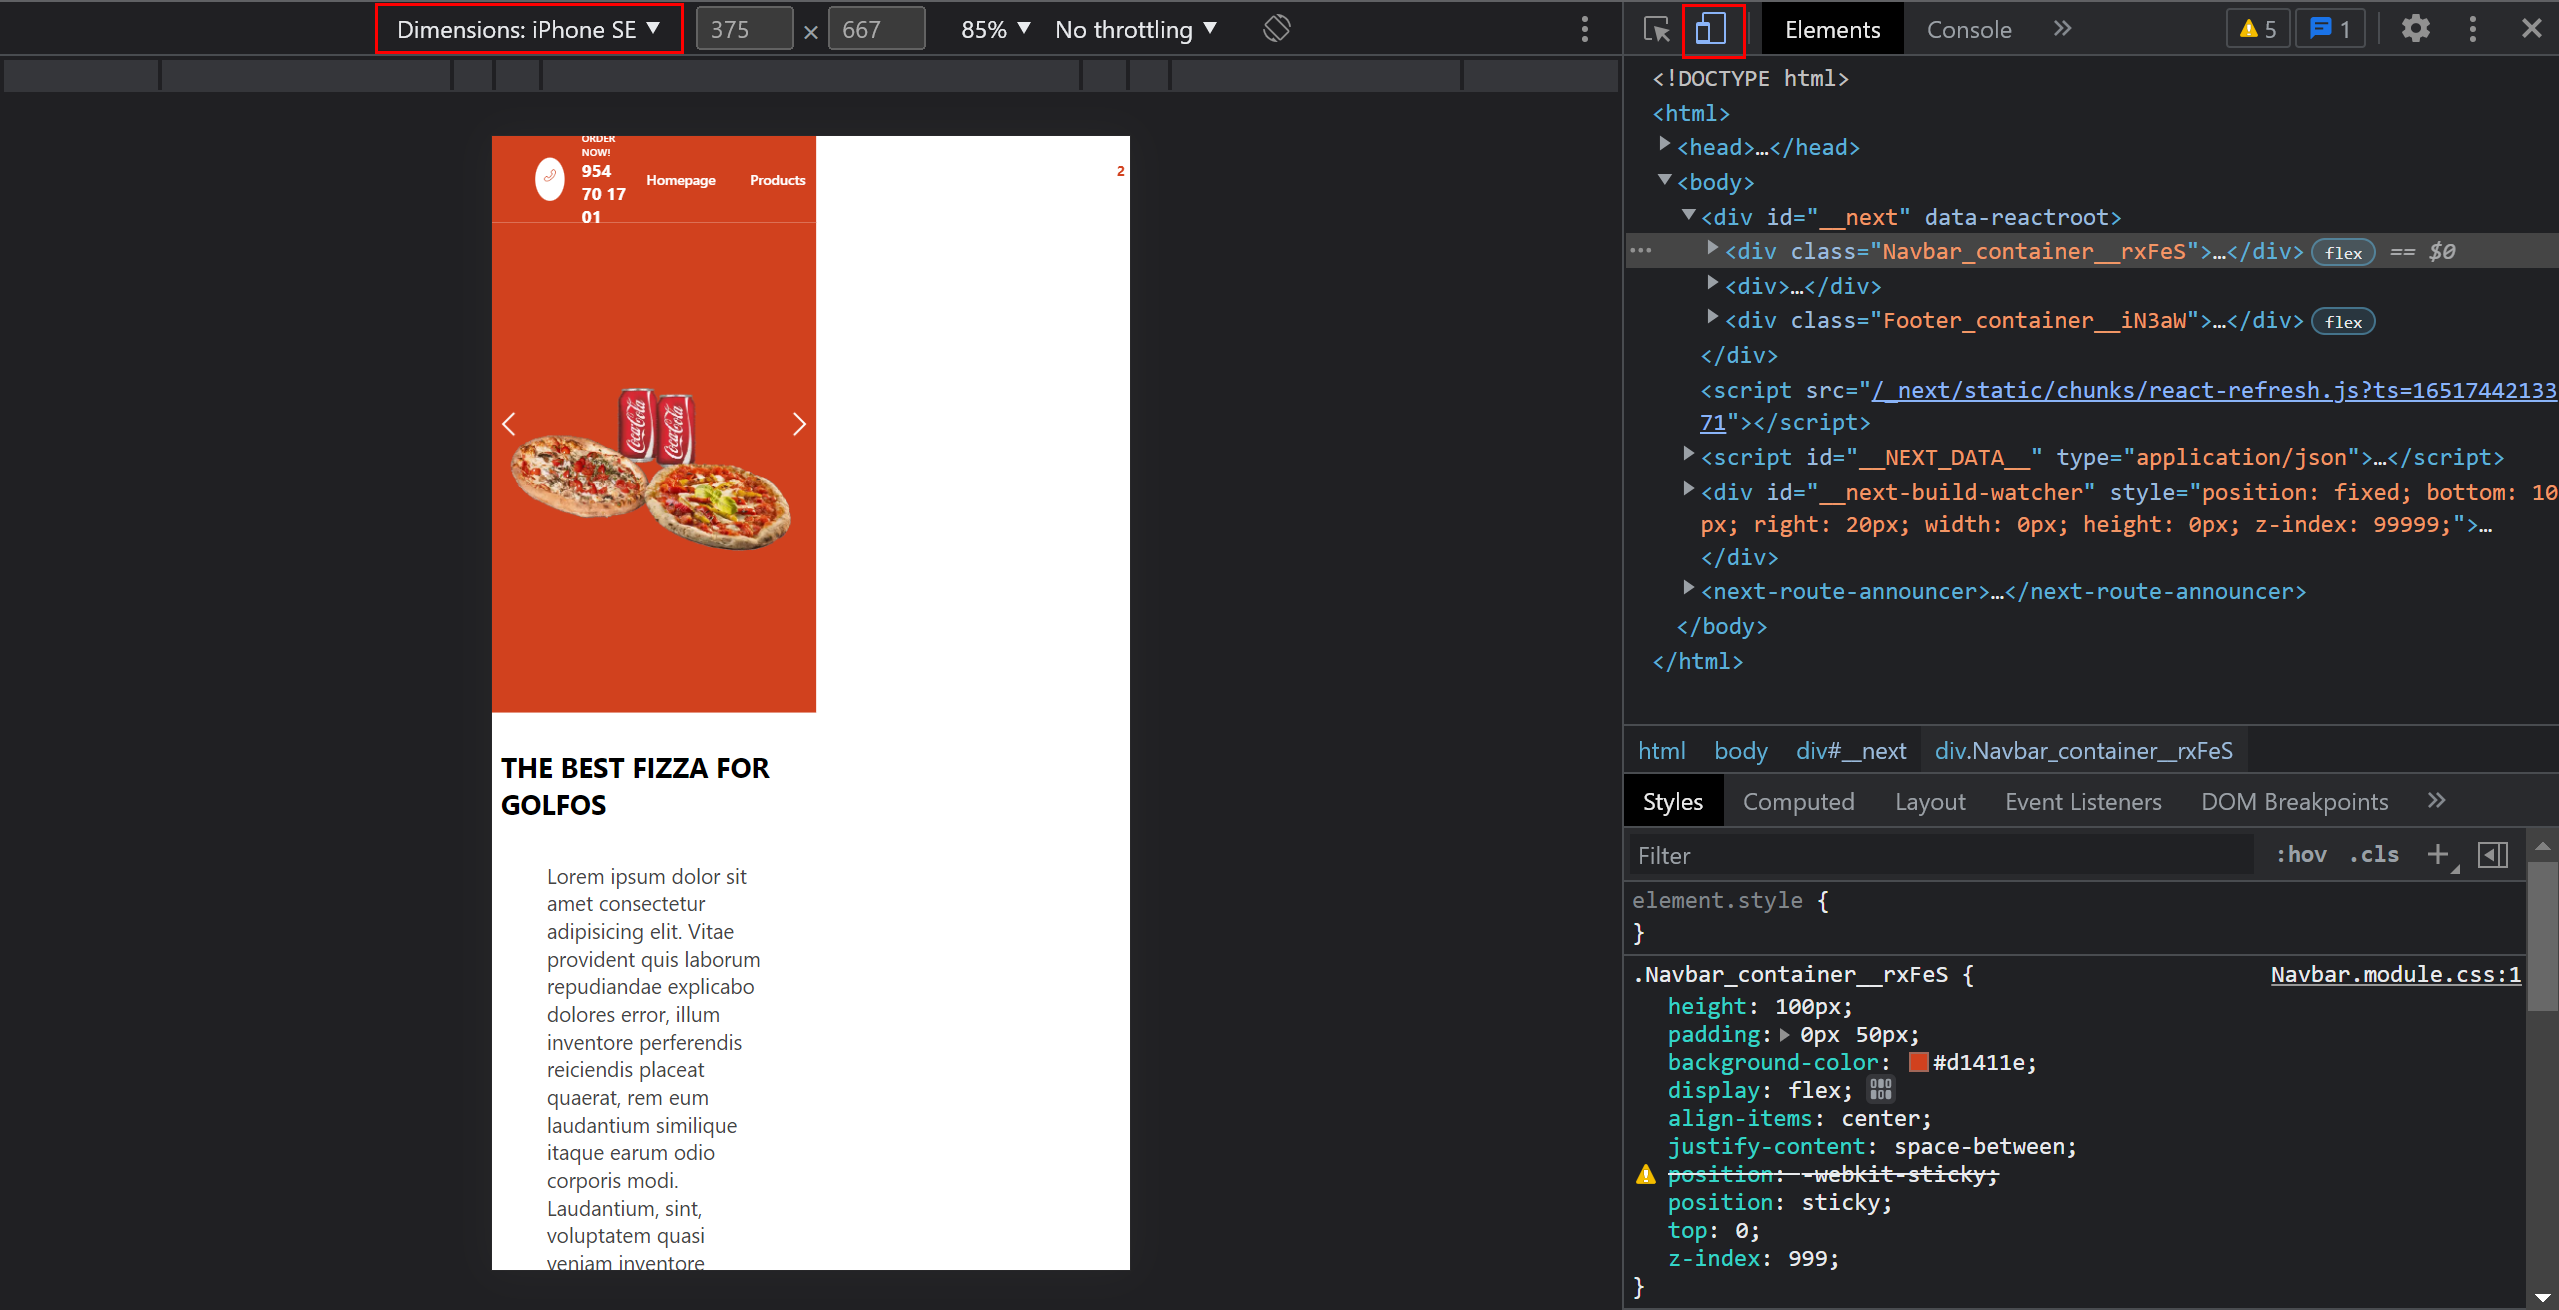 Dimensions: iPhone SE ▼ 375 × 667 85% ▼ No throttling ▼
Elements Console » 5 1
ORDER
NOW!
954
70 17
01
Homepage Products
2
Coca-Cola Coca-Cola
THE BEST FIZZA FOR
GOLFOS
Lorem ipsum dolor sit
amet consectetur
adipisicing elit. Vitae
provident quis laborum
repudiandae explicabo
dolores error, illum
inventore perferendis
reiciendis placeat
quaerat, rem eum
laudantium similique
itaque earum odio
corporis modi.
Laudantium, sint,
voluptatem quasi
veniam inventore
<!DOCTYPE html>
<html>
<head>…</head>
<body>
<div id="__next" data-reactroot>
<div class="Navbar_container__rxFeS">…</div> flex == $0
<div>…</div>
<div class="Footer_container__iN3aW">…</div> flex
</div>
<script src="/_next/static/chunks/react-refresh.js?ts=16517442133
71"></script>
<script id="__NEXT_DATA__" type="application/json">…</script>
<div id="__next-build-watcher" style="position: fixed; bottom: 10
px; right: 20px; width: 0px; height: 0px; z-index: 99999;">…
</div>
<next-route-announcer>…</next-route-announcer>
</body>
</html>
html body div#__next div.Navbar_container__rxFeS
Styles Computed Layout Event Listeners DOM Breakpoints »
Filter :hov .cls +
element.style {
}
.Navbar_container__rxFeS { Navbar.module.css:1
height: 100px;
padding: 0px 50px;
background-color: #d1411e;
display: flex;
align-items: center;
justify-content: space-between;
position: -webkit-sticky;
position: sticky;
top: 0;
z-index: 999;
}